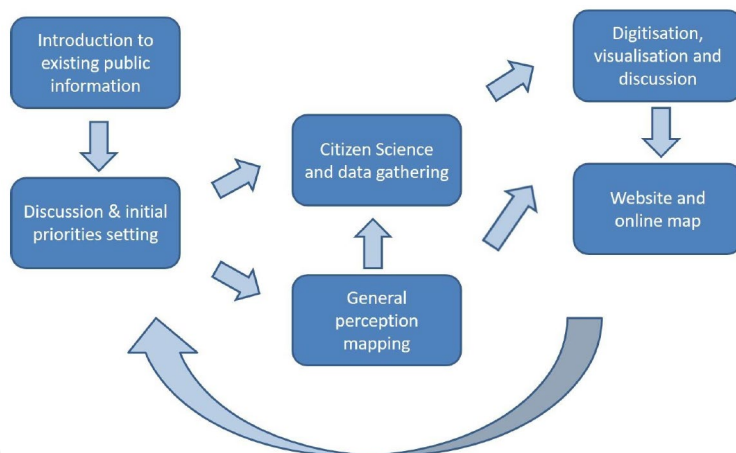 Introduction to
existing public
information
Discussion & initial
priorities setting
Citizen Science
and data gathering
General
perception
mapping
Digitisation,
visualisation and
discussion
Website and
online map